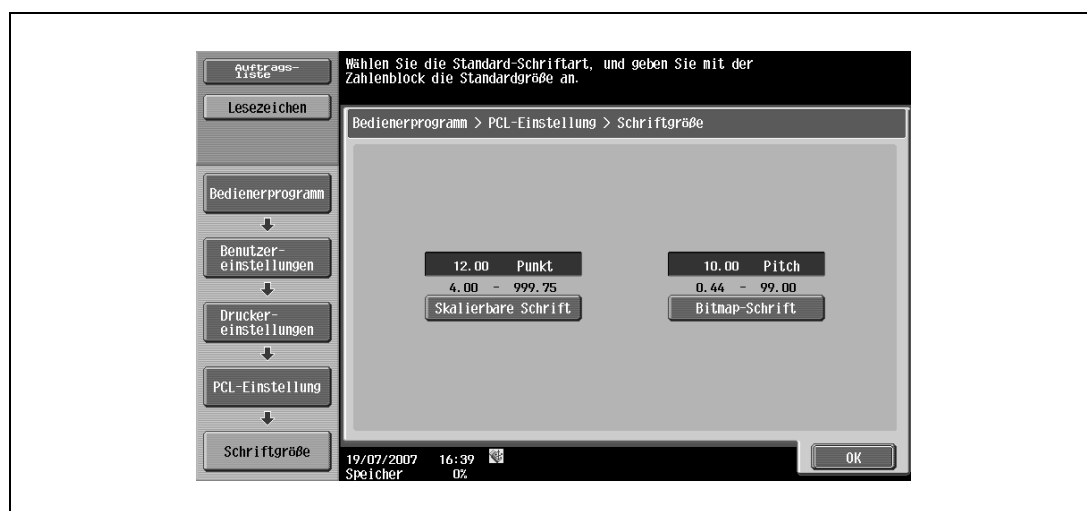 Auftrags-
liste
Lesezeichen
Wählen Sie die Standard-Schriftart, und geben Sie mit der
Zahlenblock die Standardgröße an.
Bedienerprogramm > PCL-Einstellung > Schriftgröße
Bedienerprogramm
Benutzer-
einstellungen
Drucker-
einstellungen
PCL-Einstellung
Schriftgröße
12.00 Punkt
4.00 - 999.75
Skalierbare Schrift
10.00 Pitch
0.44 - 99.00
Bitmap-Schrift
19/07/2007 16:39
Speicher 0%
OK